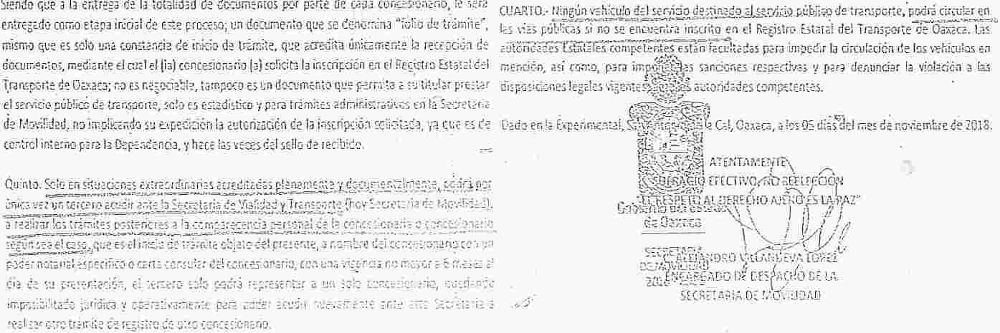 Siendo que a la entrega de la totalidad de documentos por parte de cada concesionario, le será
entregado como etapa inicial de este proceso; un documento que se denomina "folio de trámite",
mismo que es solo una constancia de inicio de trámite, que acredita únicamente la recepción de
documentos, mediante el cual el (la) concesionario (a) solicita la inscripción en el Registro Estatal del
Transporte de Oaxaca; no es negociable, tampoco es un documento que permita a su titular prestar
el servicio público de transporte, solo es estadístico y para trámites administrativos en la Secretaría
de Movilidad, no implicando su expedición la autorización de la inscripción solicitada, ya que es de
control interno para la Dependencia, y hace las veces del sello de recibido.
Quinto. Solo en situaciones extraordinarias acreditadas plenamente y documentalmente, podrá por
única vez un tercero acudir ante la Secretaría de Vialidad y Transporte (hoy Secretaría de Movilidad),
a realizar los trámites posteriores a la comparecencia personal de la concesionaria o concesionario
según sea el caso, que es el inicio de trámite objeto del presente, a nombre del concesionario con un
poder notarial específico o carta consular del concesionario, con una vigencia no mayor a 6 meses al
día de su presentación, el tercero solo podrá representar a un solo concesionario, quedando
imposibilitado jurídica y operativamente para poder acudir nuevamente ante esta Secretaría a
realizar otro trámite de registro de otro concesionario.
CUARTO.- Ningún vehículo del servicio destinado al servicio público de transporte, podrá circular en
las vías públicas si no se encuentra inscrito en el Registro Estatal del Transporte de Oaxaca. Las
autoridades Estatales competentes están facultadas para impedir la circulación de los vehículos en
mención, así como, para imponer las sanciones respectivas y para denunciar la violación a las
disposiciones legales vigentes autoridades competentes.
Dado en la Experimental, la Cal, Oaxaca, a los 05 días del mes de noviembre de 2018.
ATENTAMENTE
SUFRAGIO EFECTIVO, NO REELECCIÓN
"EL RESPETO AL DERECHO AJENO ES LA PAZ"
Gobierno del estado
de Oaxaca
SECRETARIA
DE MOVILIDAD
2016
C. ALEJANDRO VILLANUEVA LOPEZ
ENCARGADO DE DESPACHO DE LA
SECRETARIA DE MOVILIDAD